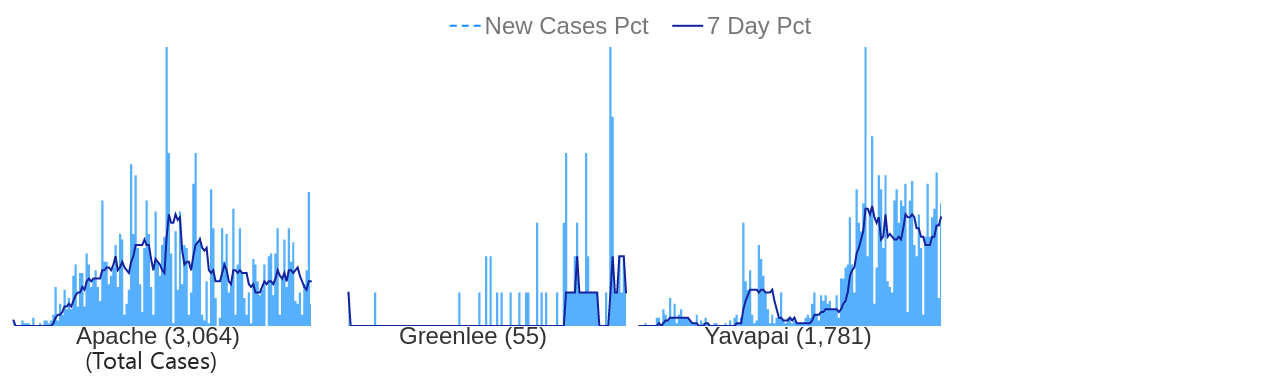 New Cases Pct 7 Day Pct
Apache (3,064) Greenlee (55) Yavapai (1,781)
(Total Cases)